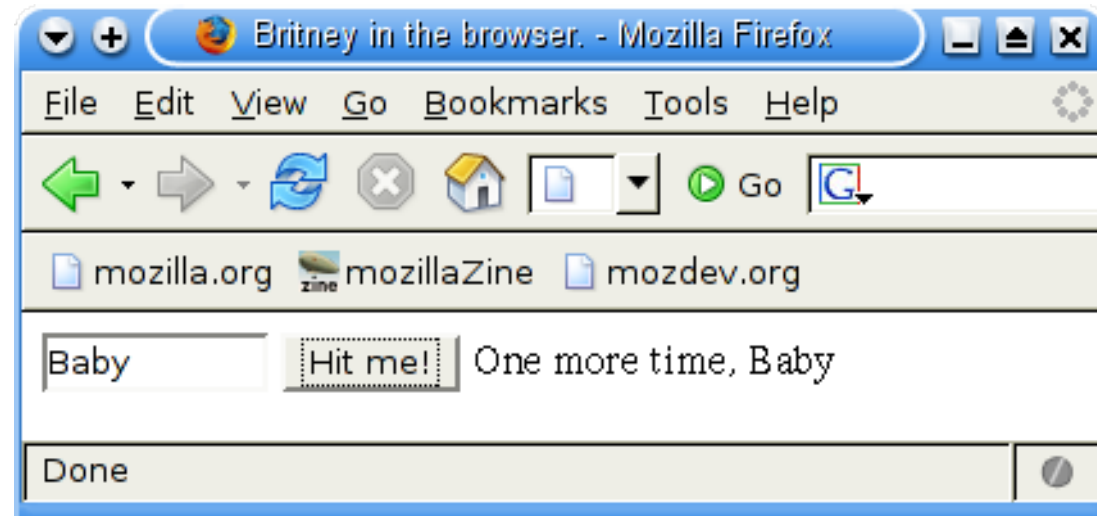 Britney in the browser. - Mozilla Firefox
File Edit View Go Bookmarks Tools Help
Go G
mozilla.org zine mozillaZine mozdev.org
Baby Hit me! One more time, Baby
Done